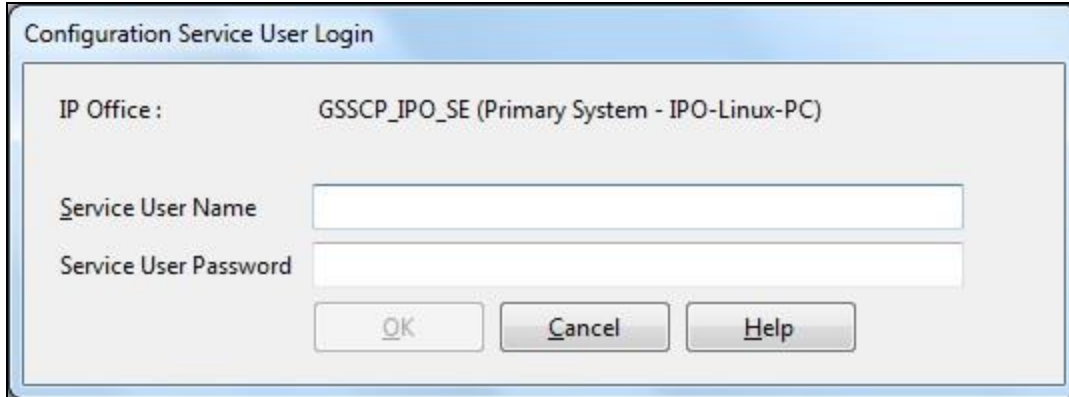 Configuration Service User Login
IP Office : GSSCP_IPO_SE (Primary System - IPO-Linux-PC)
Service User Name
Service User Password
OK Cancel Help